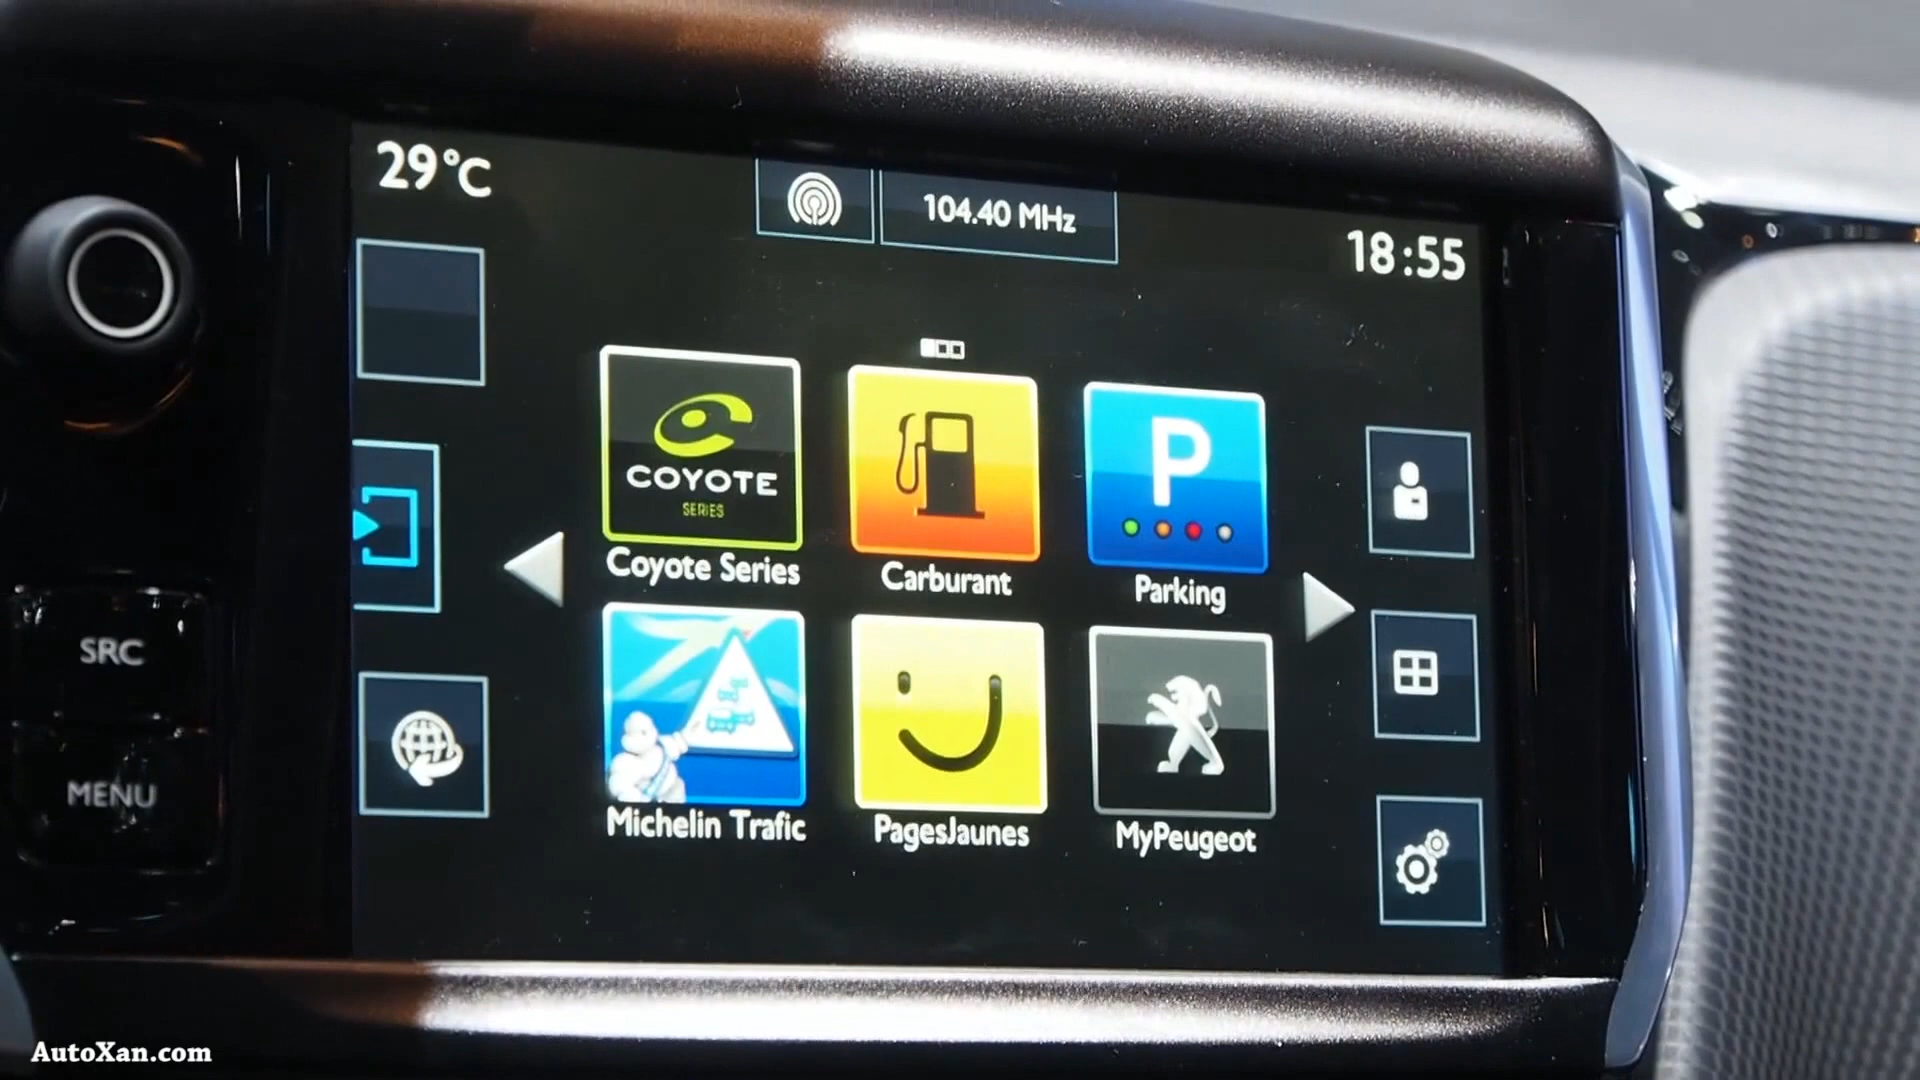 29°C
104.40 MHz
18:55
COYOTE
SERIES
Coyote Series
Carburant
P
Parking
Michelin Trafic
PagesJaunes
MyPeugeot
SRC
MENU
AutoXan.com